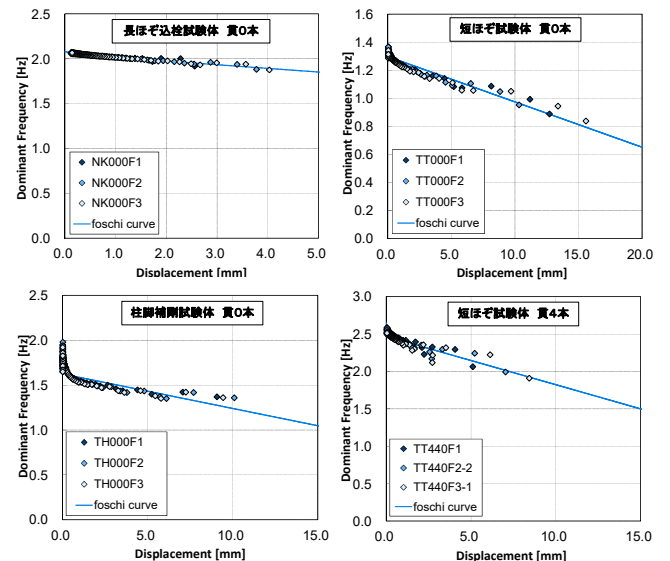 長ほぞ込栓試験体 貫0本
Dominant Frequency [Hz]
2.5
2.0
1.5
1.0
0.5
0.0
NK000F1
NK000F2
NK000F3
foschi curve
0.0 1.0 2.0 3.0 4.0 5.0
Displacement [mm]
短ほぞ試験体 貫0本
Dominant Frequency [Hz]
1.6
1.4
1.2
1.0
0.8
0.6
0.4
0.2
0.0
TT000F1
TT000F2
TT000F3
foschi curve
0.0 5.0 10.0 15.0 20.0
Displacement [mm]
柱脚補剛試験体 貫0本
Dominant Frequency [Hz]
2.5
2.0
1.5
1.0
0.5
0.0
TH000F1
TH000F2
TH000F3
foschi curve
0.0 5.0 10.0 15.0
Displacement [mm]
短ほぞ試験体 貫4本
Dominant Frequency [Hz]
3.0
2.5
2.0
1.5
1.0
0.5
0.0
TT440F1
TT440F2-2
TT440F3-1
foschi curve
0.0 5.0 10.0 15.0
Displacement [mm]